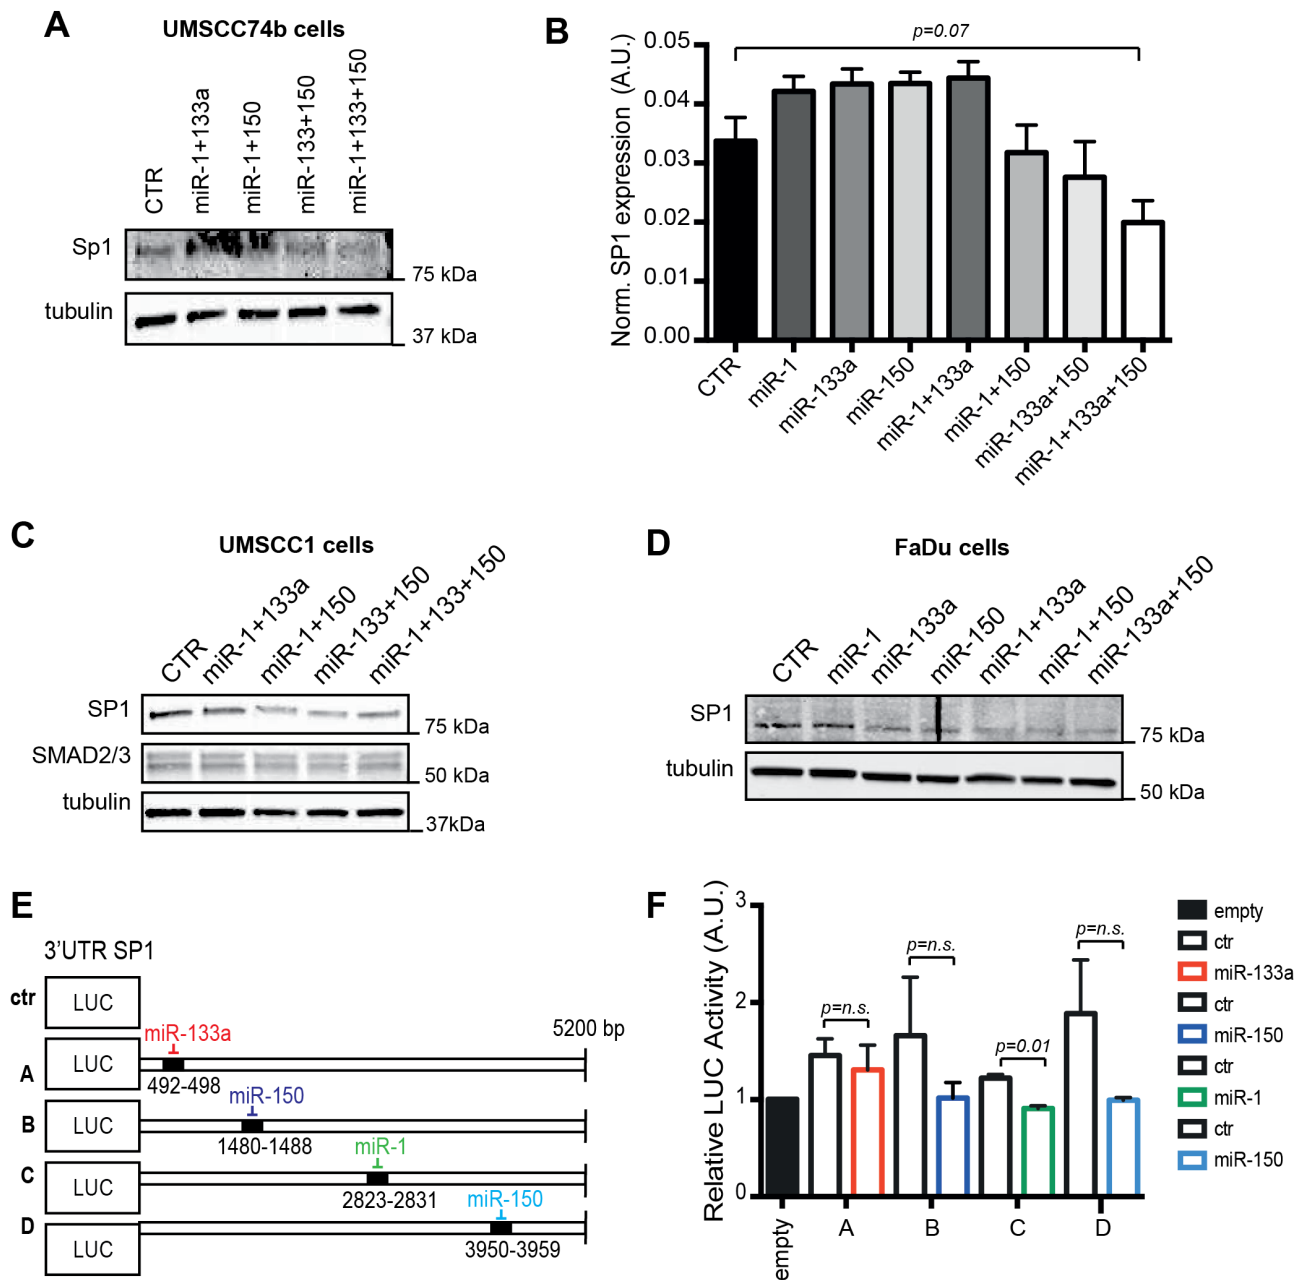 A
UMSCC74b cells
CTR
miR-1+133a
miR-1+150
miR-133+150
miR-1+133+150
Sp1
75 kDa
tubulin
37 kDa
B
p=0.07
Norm. SP1 expression (A.U.)
0.05
0.04
0.03
0.02
0.01
0.00
CTR
miR-1
miR-133a
miR-150
miR-1+133a
miR-1+150
miR-133a+150
miR-1+133a+150
C
UMSCC1 cells
CTR
miR-1+133a
miR-1+150
miR-133+150
miR-1+133+150
SP1
75 kDa
SMAD2/3
50 kDa
tubulin
37kDa
D
FaDu cells
CTR
miR-1
miR-133a
miR-150
miR-1+133a
miR-1+150
miR-133a+150
SP1
75 kDa
tubulin
50 kDa
E
3'UTR SP1
ctr
LUC
miR-133a
5200 bp
A
LUC
492-498
miR-150
B
LUC
1480-1488
miR-1
C
LUC
2823-2831
miR-150
D
LUC
3950-3959
F
Relative LUC Activity (A.U.)
3
2
1
0
p=n.s.
p=n.s.
p=0.01
p=n.s.
empty
A
B
C
D
empty
ctr
miR-133a
ctr
miR-150
ctr
miR-1
ctr
miR-150